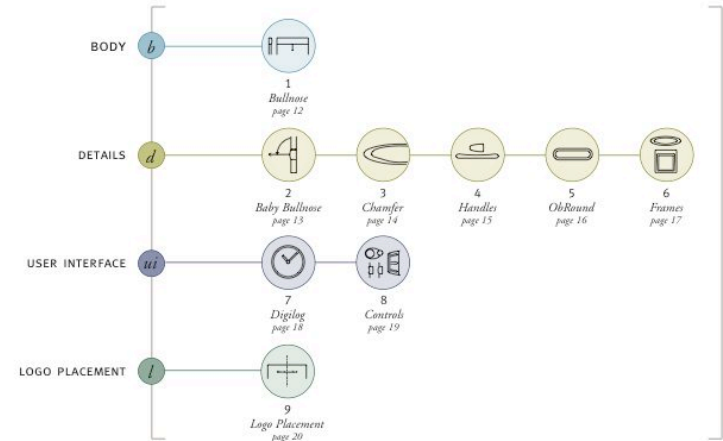 BODY b
1
Bullnose
page 12
DETAILS d
2 3 4 5 6
Baby Bullnose Chamfer Handles ObRound Frames
page 13 page 14 page 15 page 16 page 17
USER INTERFACE ui
7 8
Digilog Controls
page 18 page 19
LOGO PLACEMENT l
9
Logo Placement
page 20